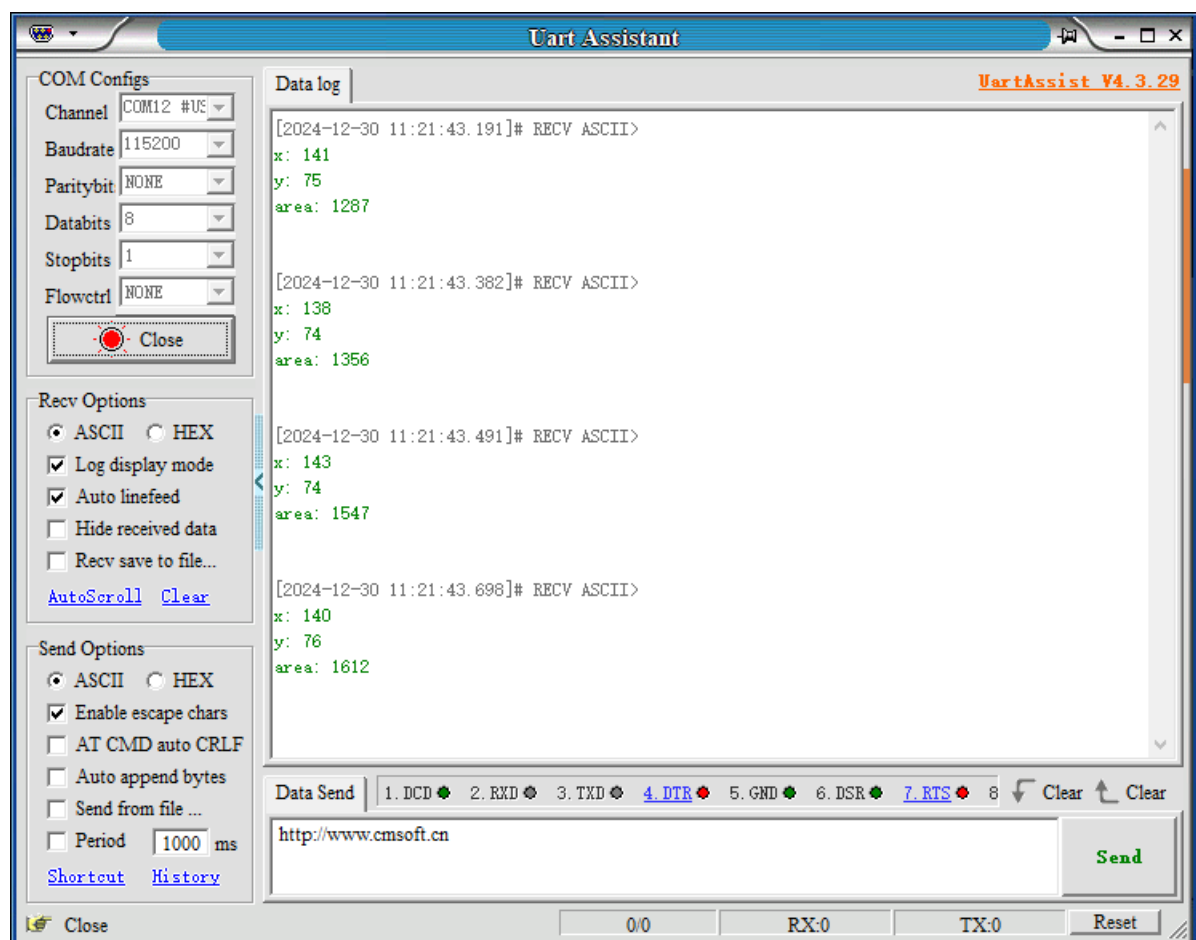 Uart Assistant
COM Configs
Channel COM12 #US
Baudrate 115200
Paritybit NONE
Databits 8
Stopbits 1
Flowctrl NONE
Close
Recv Options
ASCII HEX
Log display mode
Auto linefeed
Hide received data
Recv save to file...
AutoScroll Clear
Send Options
ASCII HEX
Enable escape chars
AT CMD auto CRLF
Auto append bytes
Send from file ...
Period 1000 ms
Shortcut History
Data log
UartAssist V4.3.29
[2024-12-30 11:21:43.191]# RECV ASCII>
x: 141
y: 75
area: 1287
[2024-12-30 11:21:43.382]# RECV ASCII>
x: 138
y: 74
area: 1356
[2024-12-30 11:21:43.491]# RECV ASCII>
x: 143
y: 74
area: 1547
[2024-12-30 11:21:43.698]# RECV ASCII>
x: 140
y: 76
area: 1612
Data Send 1. DCD 2. RXD 3. TXD 4. DTR 5. GND 6. DSR 7. RTS 8 Clear Clear
http://www.cmsoft.cn
Send
Close 0/0 RX:0 TX:0 Reset